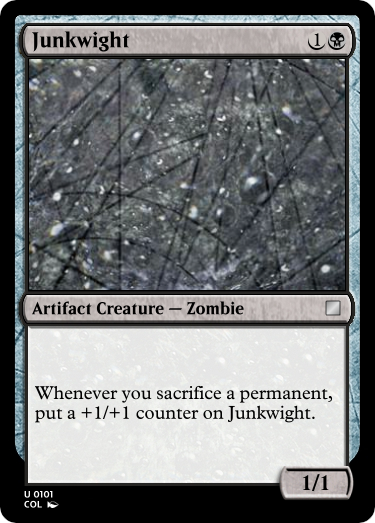 Junkwight 1
Artifact Creature — Zombie
Whenever you sacrifice a permanent,
put a +1/+1 counter on Junkwight.
1/1
U 0101
COL